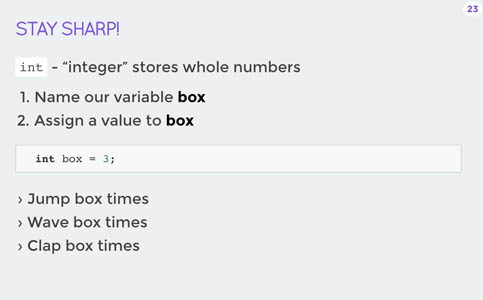 23
STAY SHARP!
int - “integer” stores whole numbers
1. Name our variable box
2. Assign a value to box
int box = 3;
› Jump box times
› Wave box times
› Clap box times